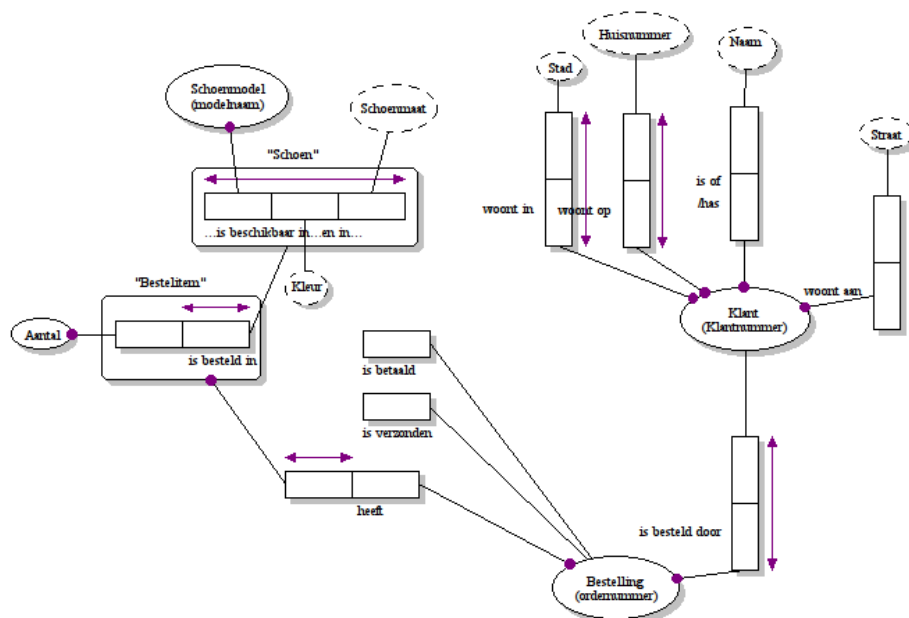 Huisnummer
Naam
Stad
Schoenmodel
(modelnaam)
Schoenmaat
Straat
"Schoen"
is of
/has
woont in
woont op
...is beschikbaar in...en in...
"Bestelitem"
Kleur
woont aan
Klant
(Klantnummer)
Aantal
is besteld in
is betaald
is verzonden
heeft
is besteld door
Bestelling
(ordernummer)